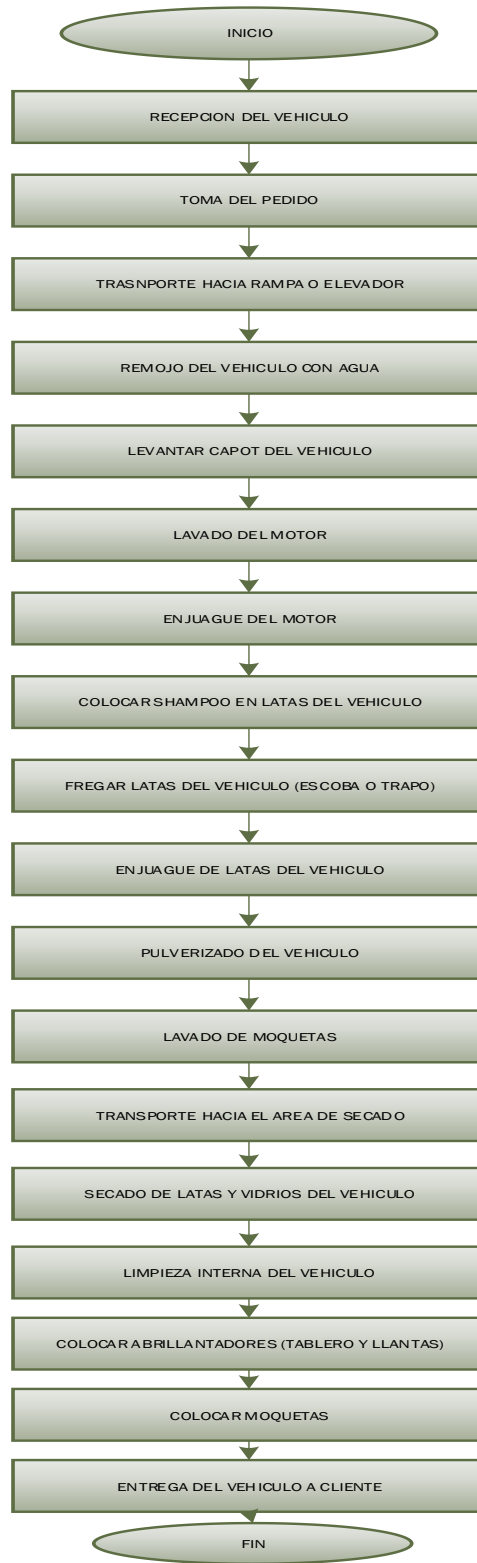 INICIO
RECEPCION DEL VEHICULO
TOMA DEL PEDIDO
TRASNPORTE HACIA RAMPA O ELEVADOR
REMOJO DEL VEHICULO CON AGUA
LEVANTAR CAPOT DEL VEHICULO
LAVADO DEL MOTOR
ENJUAGUE DEL MOTOR
COLOCAR SHAMPOO EN LATAS DEL VEHICULO
FREGAR LATAS DEL VEHICULO (ESCOBA O TRAPO)
ENJUAGUE DE LATAS DEL VEHICULO
PULVERIZADO DEL VEHICULO
LAVADO DE MOQUETAS
TRANSPORTE HACIA EL AREA DE SECADO
SECADO DE LATAS Y VIDRIOS DEL VEHICULO
LIMPIEZA INTERNA DEL VEHICULO
COLOCAR ABRILLANTADORES (TABLERO Y LLANTAS)
COLOCAR MOQUETAS
ENTREGA DEL VEHICULO A CLIENTE
FIN